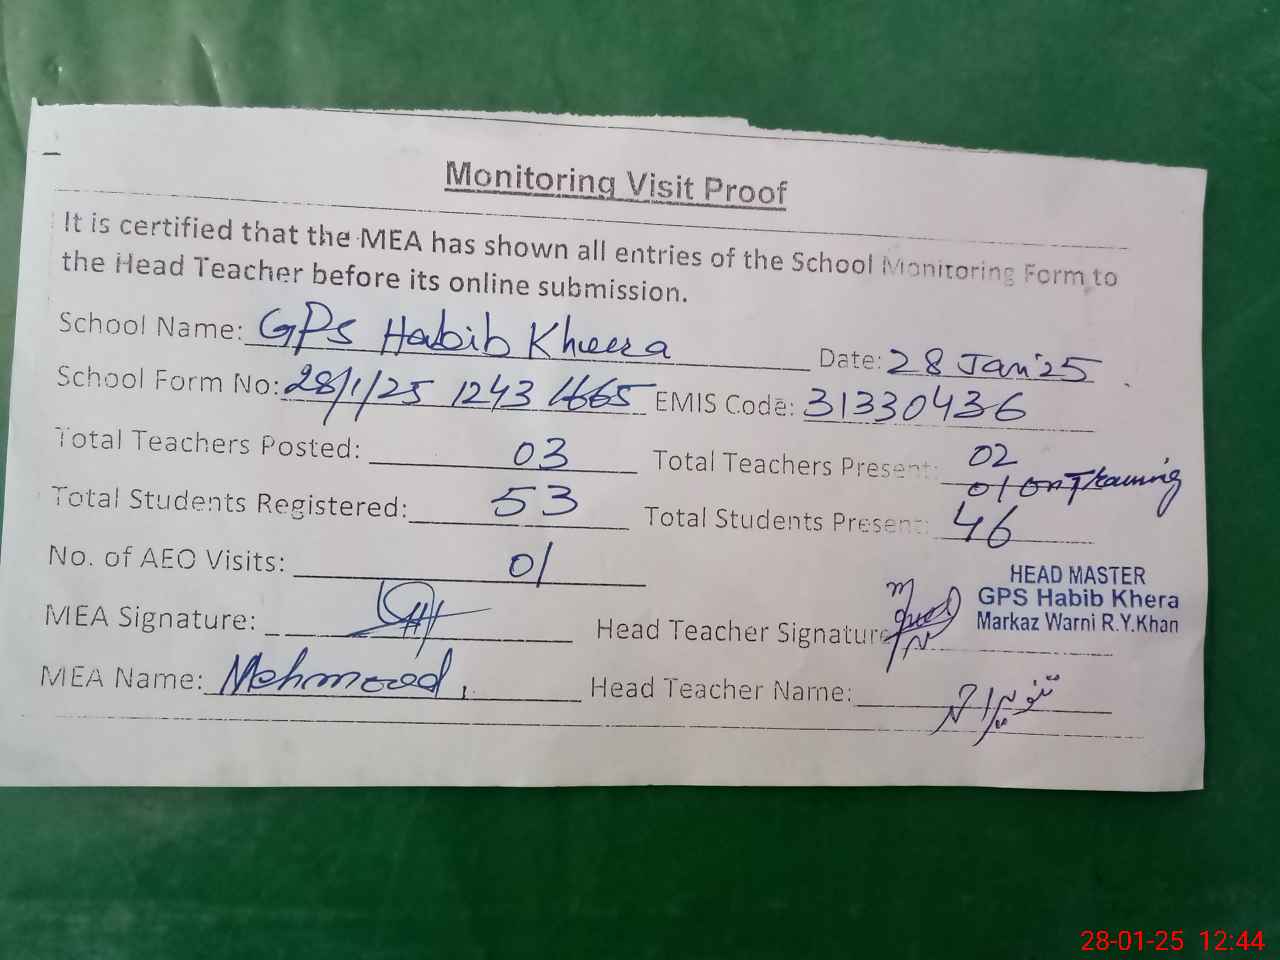 Monitoring Visit Proof
It is certified that the MEA has shown all entries of the School Monitoring Form to
the Head Teacher before its online submission.
School Name: GPS Habib Kheera Date: 28 Jan'25
School Form No: 28/1/25 1243 4665 EMIS Code: 31330436
Total Teachers Posted: 03 Total Teachers Present: 02
01 on Training
Total Students Registered: 53 Total Students Present: 46
No. of AEO Visits: 01
HEAD MASTER
GPS Habib Khera
Markaz Warni R.Y.Khan
MEA Signature: Head Teacher Signature
MEA Name: Mehmood Head Teacher Name: تنویر احمد
28-01-25 12:44